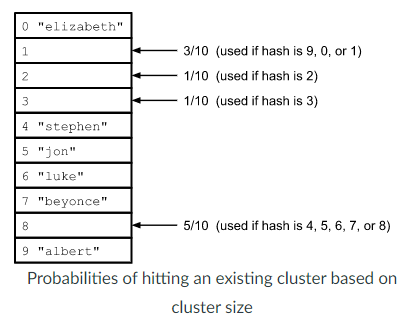 0 "elizabeth"
1 3/10 (used if hash is 9, 0, or 1)
2 1/10 (used if hash is 2)
3 1/10 (used if hash is 3)
4 "stephen"
5 "jon"
6 "luke"
7 "beyonce"
8 5/10 (used if hash is 4, 5, 6, 7, or 8)
9 "albert"
Probabilities of hitting an existing cluster based on
cluster size